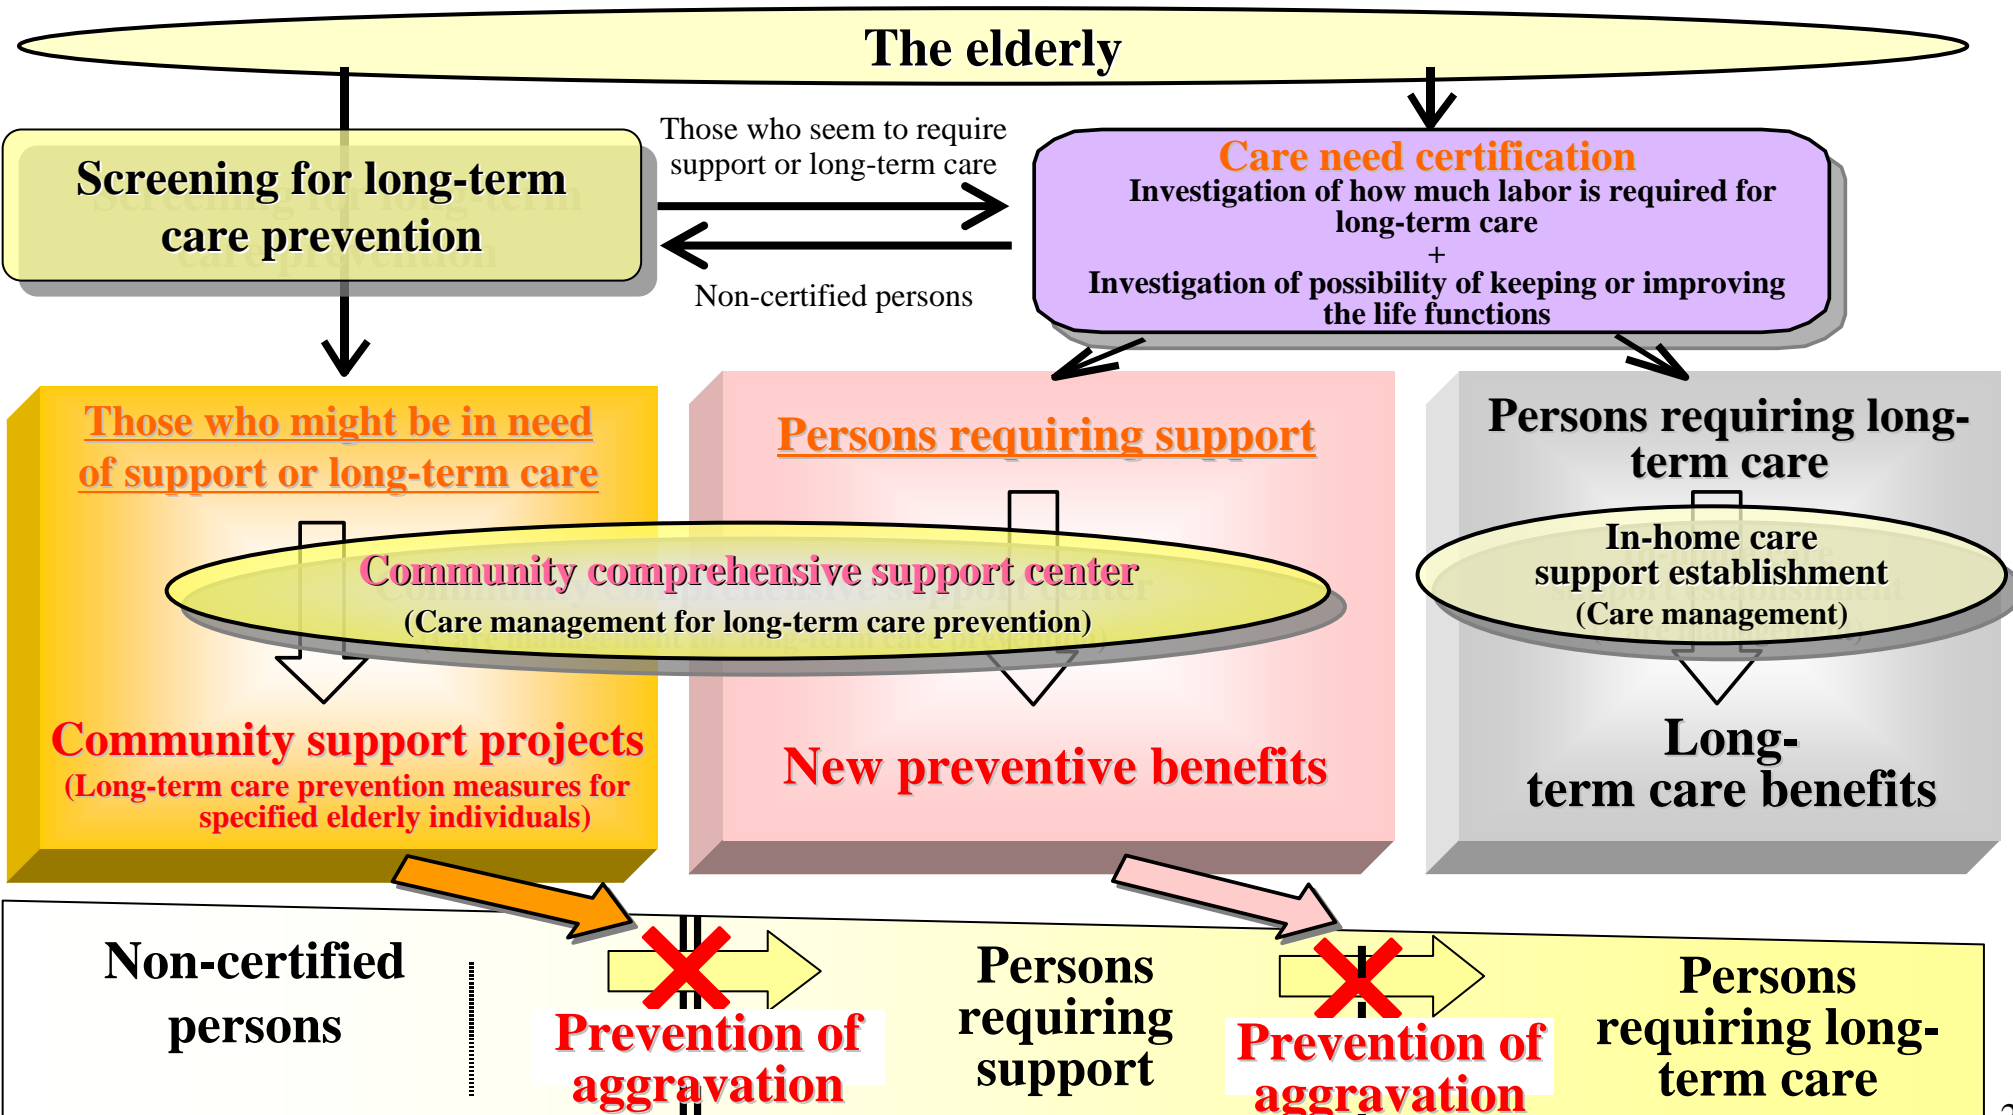 The elderly
Those who seem to require
support or long-term care
Screening for long-term
care prevention
Non-certified persons
Care need certification
Investigation of how much labor is required for
long-term care
+
Investigation of possibility of keeping or improving
the life functions
Those who might be in need
of support or long-term care
Persons requiring support
Persons requiring long-
term care
Community comprehensive support center
(Care management for long-term care prevention)
In-home care
support establishment
(Care management)
Community support projects
(Long-term care prevention measures for
specified elderly individuals)
New preventive benefits
Long-
term care benefits
Non-certified
persons
Prevention of
aggravation
Persons
requiring
support
Prevention of
aggravation
Persons
requiring long-
term care